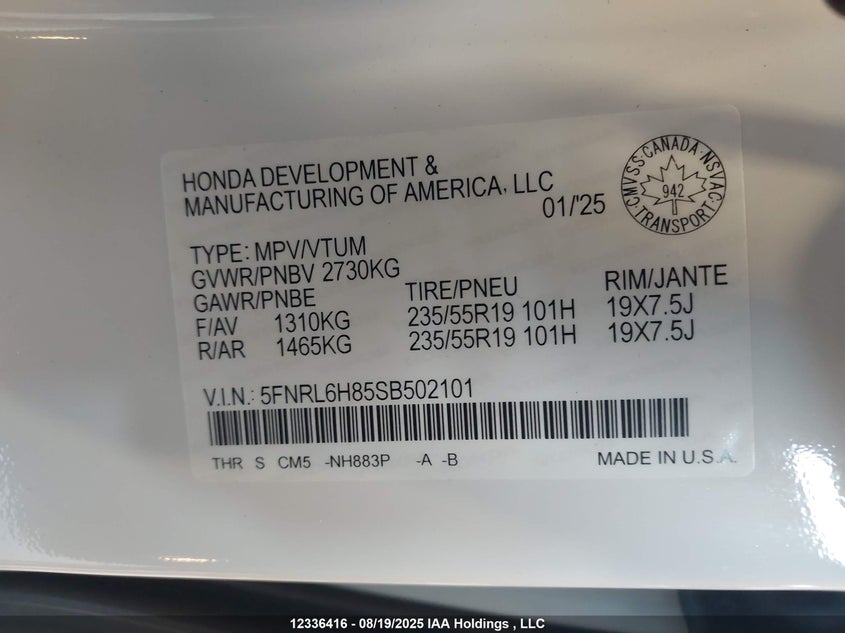 HONDA DEVELOPMENT &
MANUFACTURING OF AMERICA, LLC
01/'25
CMVSS·CANADA·NSVAC·TRANSPORT·
942
TYPE: MPV/VTUM
GVWR/PNBV 2730KG
GAWR/PNBE TIRE/PNEU RIM/JANTE
F/AV 1310KG 235/55R19 101H 19X7.5J
R/AR 1465KG 235/55R19 101H 19X7.5J
V.I.N.: 5FNRL6H85SB502101
THR S CM5 -NH883P -A -B MADE IN U.S.A.
12336416 - 08/19/2025 IAA Holdings , LLC